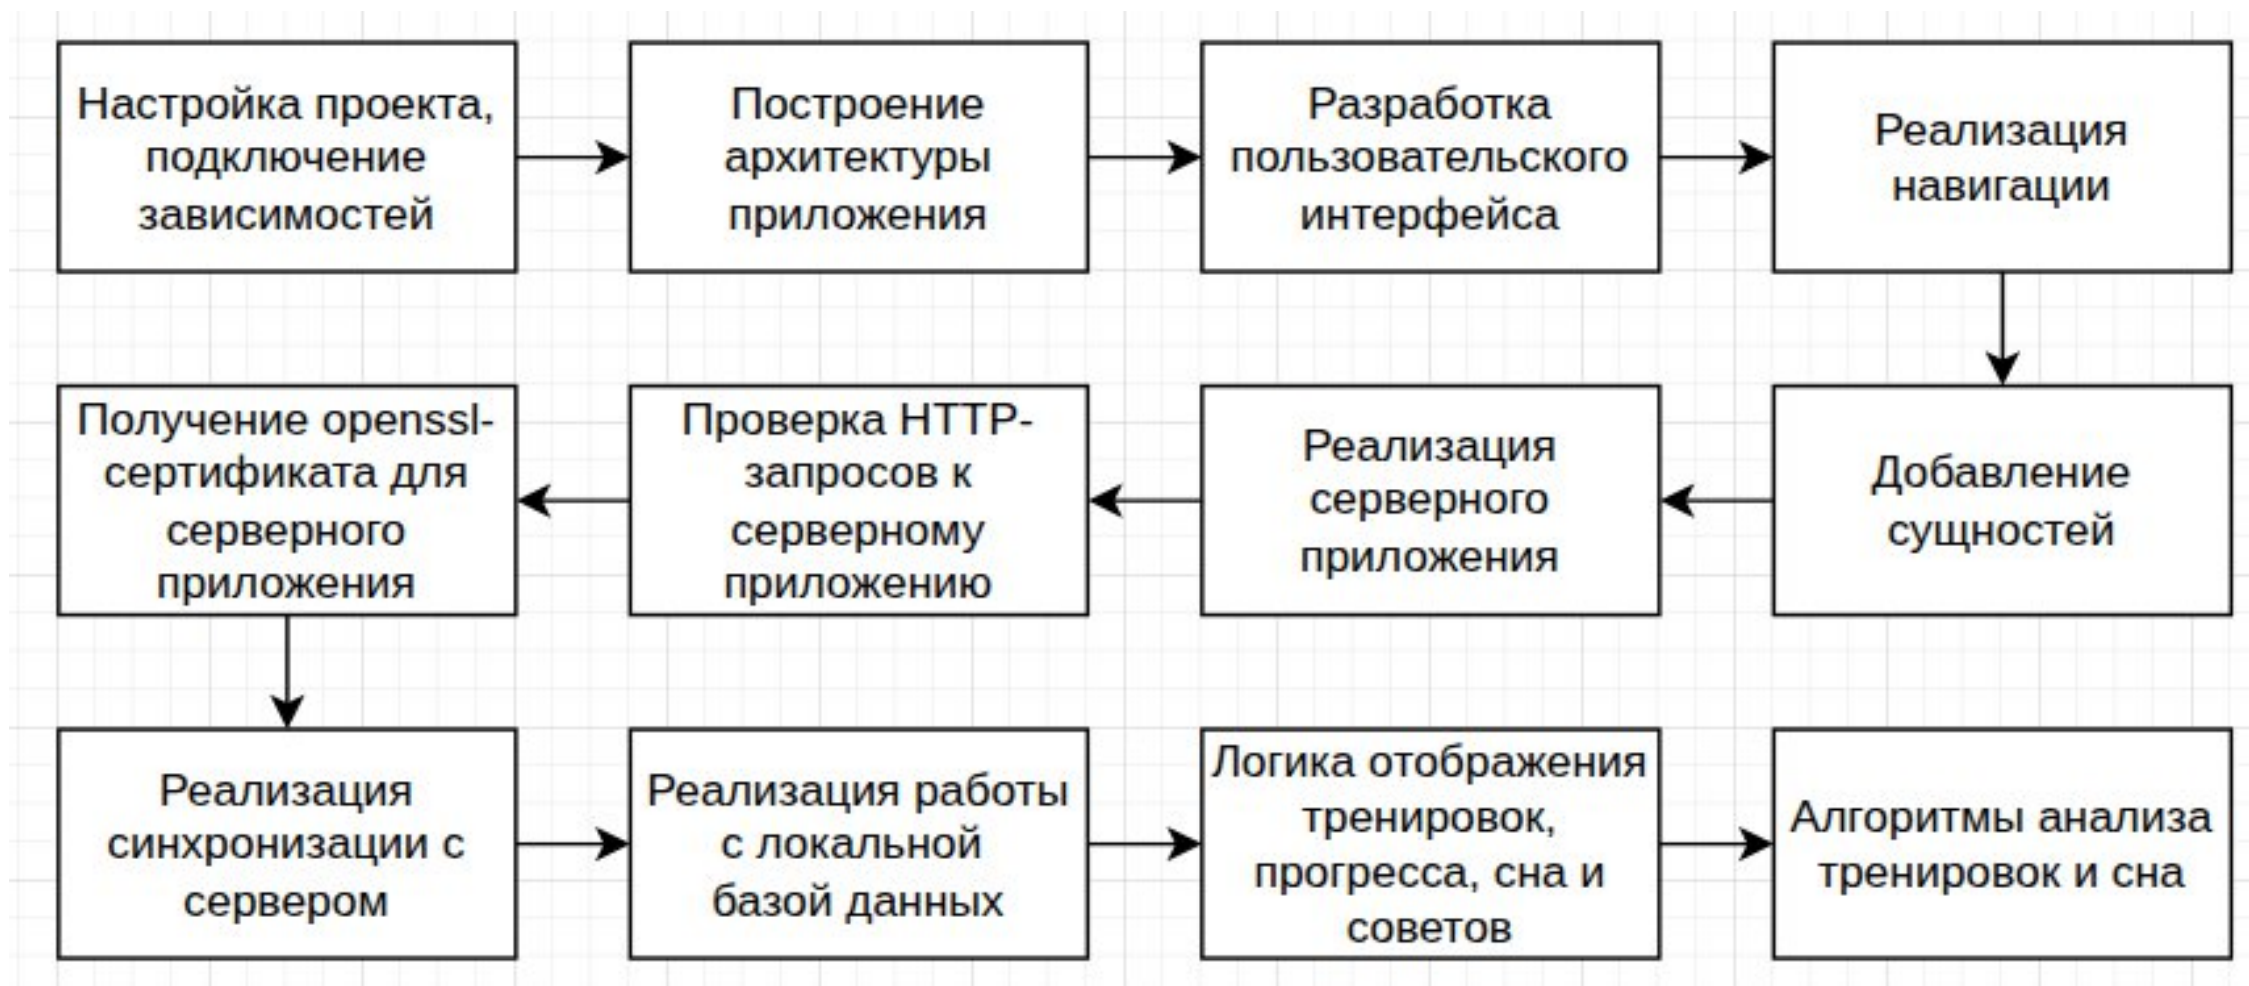 Настройка проекта,
подключение
зависимостей
Построение
архитектуры
приложения
Разработка
пользовательского
интерфейса
Реализация
навигации
Добавление
сущностей
Реализация
серверного
приложения
Проверка HTTP-
запросов к
серверному
приложению
Получение openssl-
сертификата для
серверного
приложения
Реализация
синхронизации с
сервером
Реализация работы
с локальной
базой данных
Логика отображения
тренировок,
прогресса, сна и
советов
Алгоритмы анализа
тренировок и сна